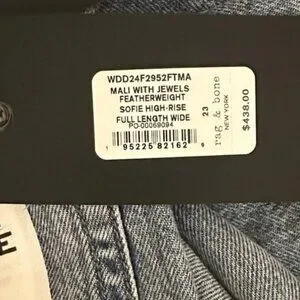 WDD24F2952FTMA
MALI WITH JEWELS
FEATHERWEIGHT
SOFIE HIGH-RISE
FULL LENGTH WIDE
PO-00069094
1 95225 82162
23
rag & bone
NEW YORK
$438.00
E